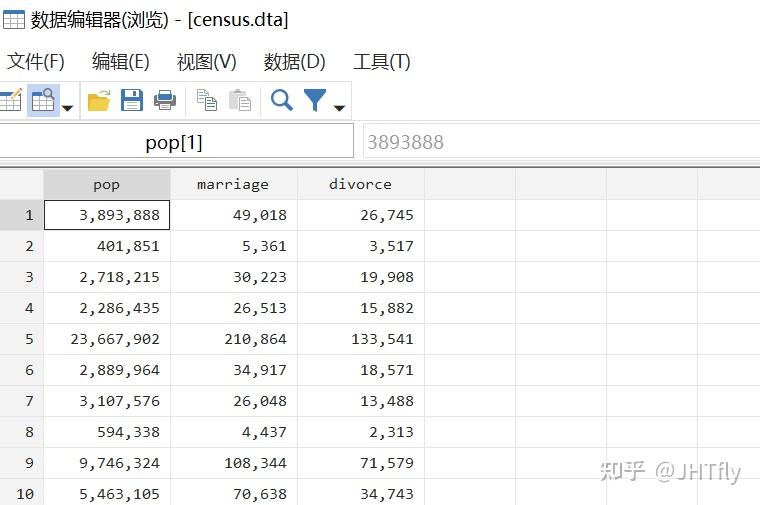 数据编辑器(浏览) - [census.dta]
文件(F) 编辑(E) 视图(V) 数据(D) 工具(T)
pop[1] 3893888
pop marriage divorce
1 3,893,888 49,018 26,745
2 401,851 5,361 3,517
3 2,718,215 30,223 19,908
4 2,286,435 26,513 15,882
5 23,667,902 210,864 133,541
6 2,889,964 34,917 18,571
7 3,107,576 26,048 13,488
8 594,338 4,437 2,313
9 9,746,324 108,344 71,579
10 5,463,105 70,638 34,743
知乎 @JHTfly